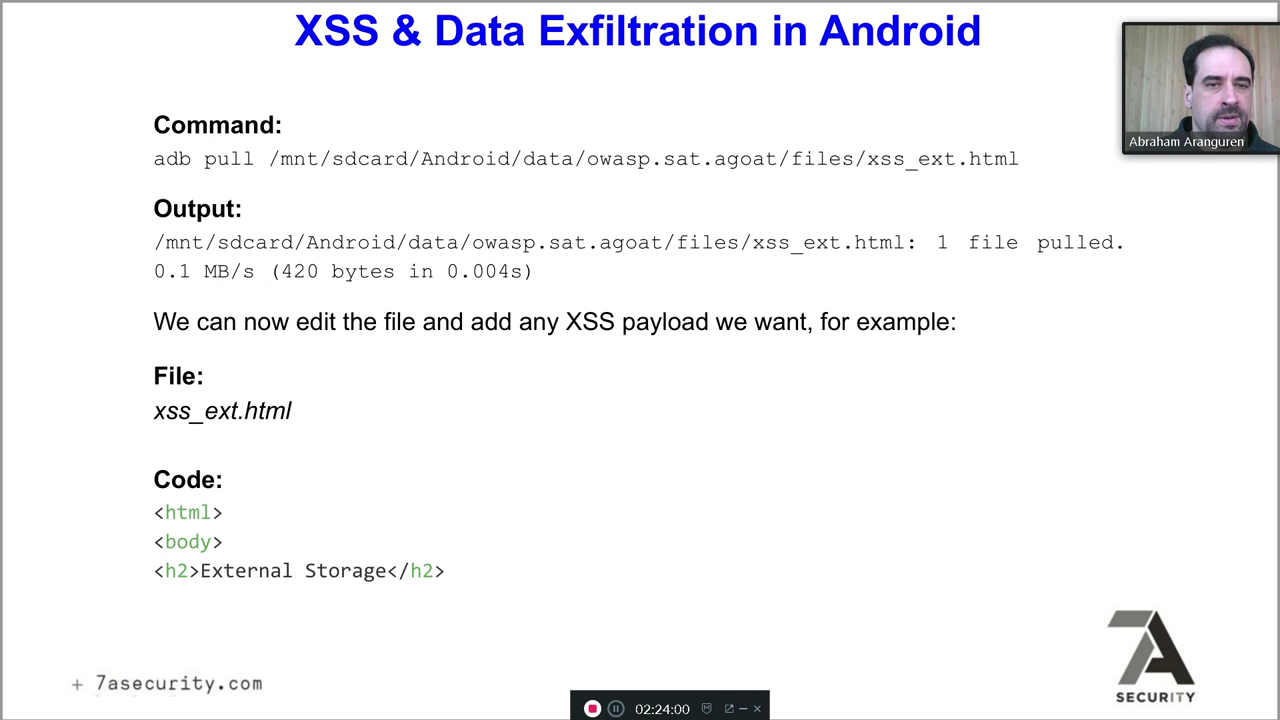 XSS & Data Exfiltration in Android
Abraham Aranguren
Command:
adb pull /mnt/sdcard/Android/data/owasp.sat.agoat/files/xss_ext.html
Output:
/mnt/sdcard/Android/data/owasp.sat.agoat/files/xss_ext.html: 1 file pulled.
0.1 MB/s (420 bytes in 0.004s)
We can now edit the file and add any XSS payload we want, for example:
File:
xss_ext.html
Code:
<html>
<body>
<h2>External Storage</h2>
+ 7asecurity.com
7A
SECURITY
02:24:00